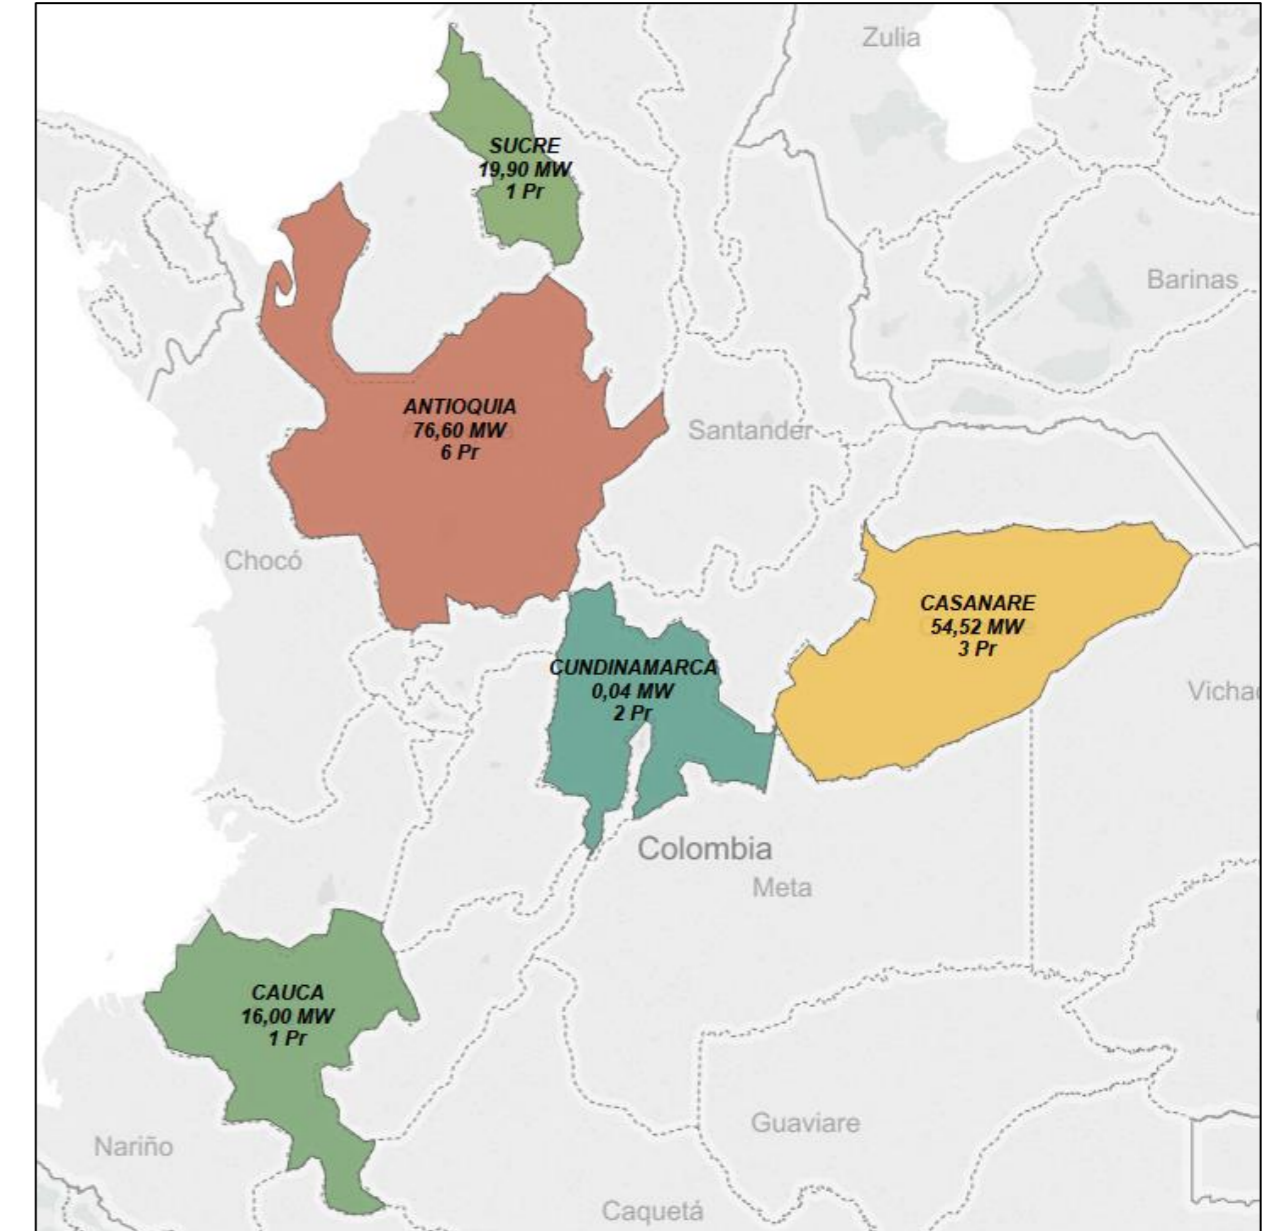 Zulia
SUCRE
19,90 MW
1 Pr
Barinas
ANTIOQUIA
76,60 MW
6 Pr
Santander
Chocó
CASANARE
54,52 MW
3 Pr
CUNDINAMARCA
0,04 MW
2 Pr
Vicha
Colombia
Meta
CAUCA
16,00 MW
1 Pr
Guaviare
Nariño
Caquetá